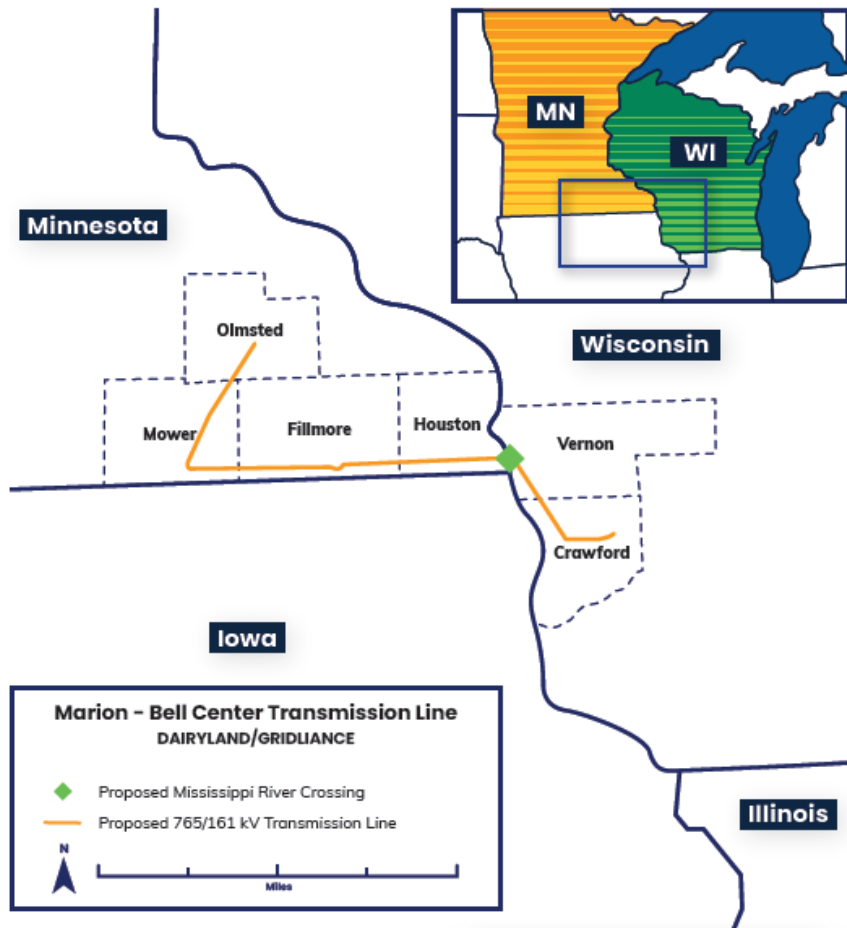 MN
WI
Minnesota
Wisconsin
Olmsted
Mower
Fillmore
Houston
Vernon
Crawford
Iowa
Illinois
Marion - Bell Center Transmission Line
DAIRYLAND/GRIDLIANCE
Proposed Mississippi River Crossing
Proposed 765/161 kV Transmission Line
N
Miles